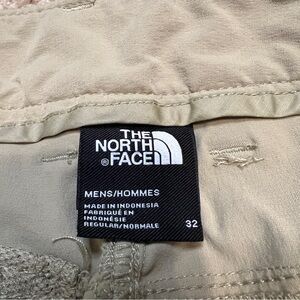 THE
NORTH
FACE
®
MENS/HOMMES
MADE IN INDONESIA
FABRIQUÉ EN
INDONÉSIE
REGULAR/NORMALE 32